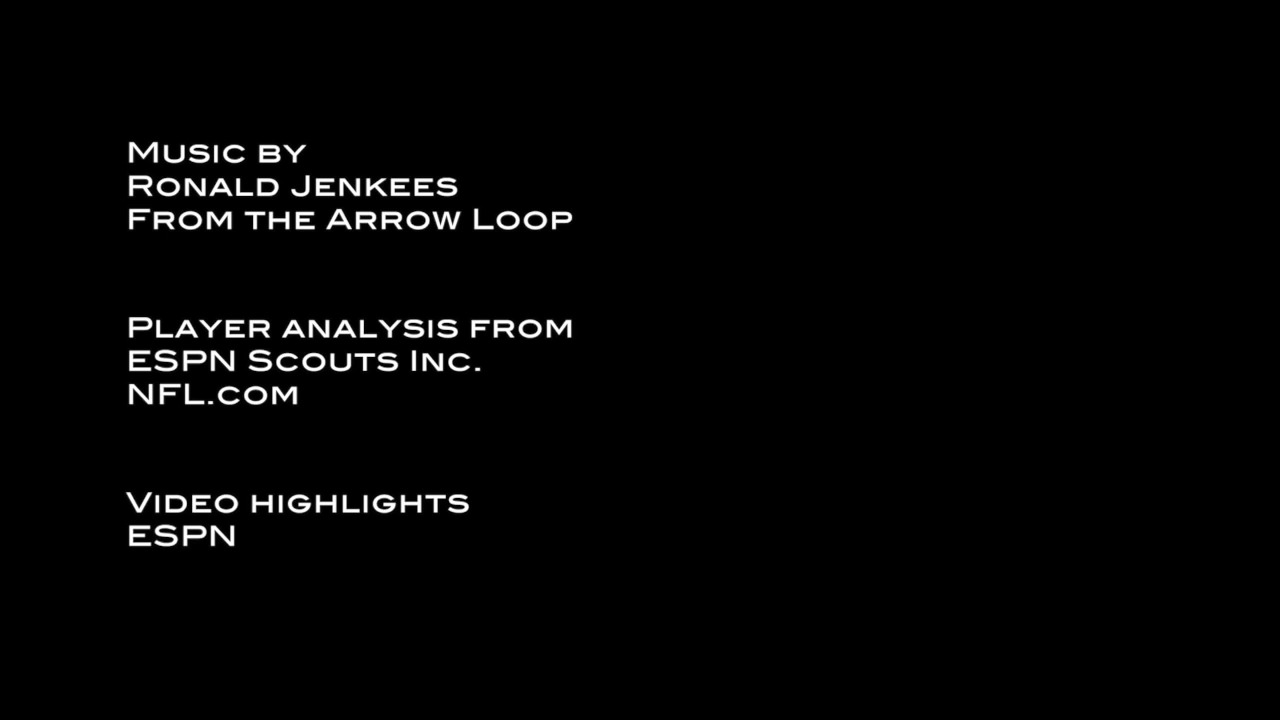 Music by
Ronald Jenkees
From the Arrow Loop
Player analysis from
ESPN Scouts Inc.
NFL.com
Video highlights
ESPN